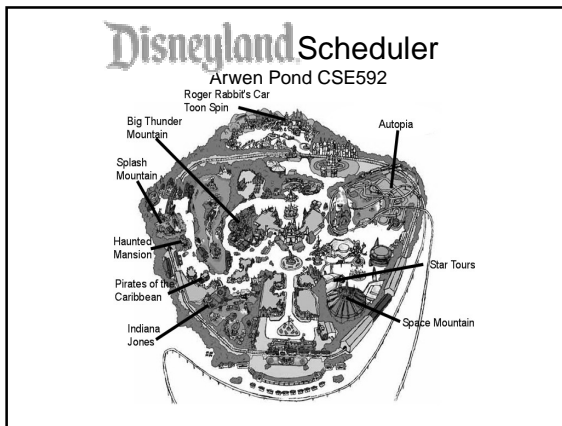 Disneyland Scheduler
Arwen Pond CSE592
Roger Rabbit's Car
Toon Spin
Big Thunder
Mountain
Autopia
Splash
Mountain
Haunted
Mansion
Star Tours
Pirates of the
Caribbean
Space Mountain
Indiana
Jones